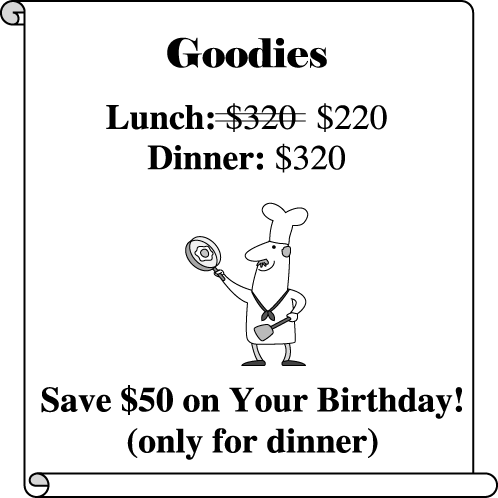 Goodies
Lunch: $320 $220
Dinner: $320
Save $50 on Your Birthday!
(only for dinner)